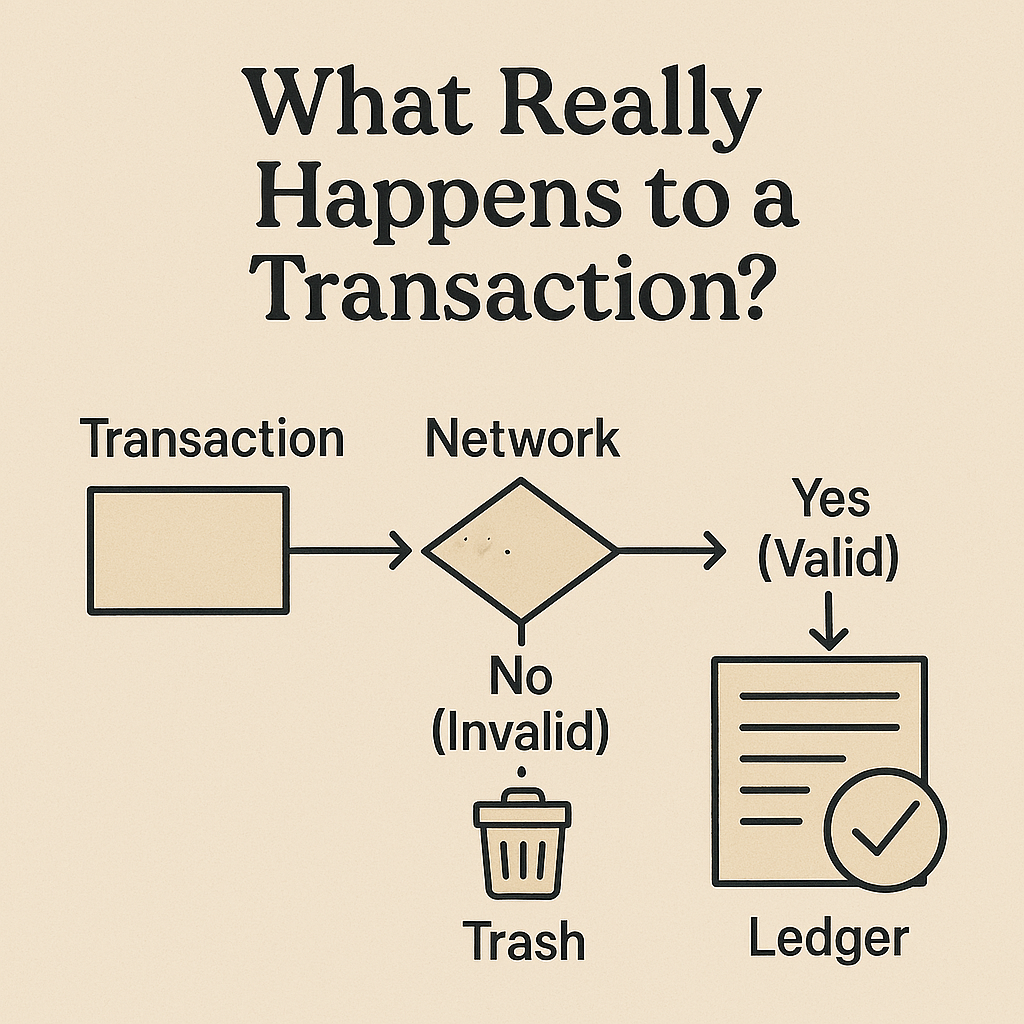 What Really
Happens to a
Transaction?
Transaction
Network
Yes
(Valid)
No
(Invalid)
Trash
Ledger